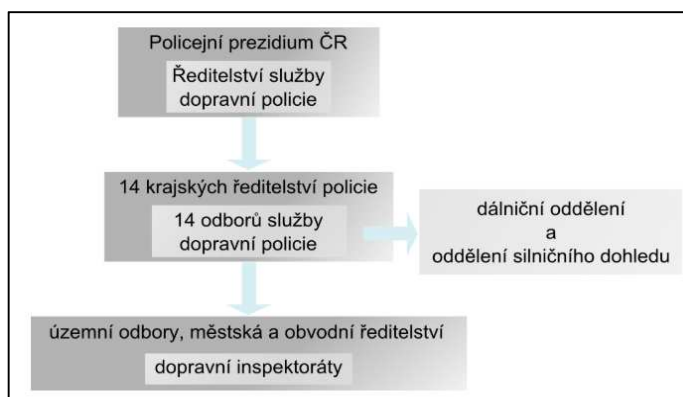 Policejní prezidium ČR
Ředitelství služby
dopravní policie
14 krajských ředitelství policie
14 odborů služby
dopravní policie
dálniční oddělení
a
oddělení silničního dohledu
územní odbory, městská a obvodní ředitelství
dopravní inspektoráty